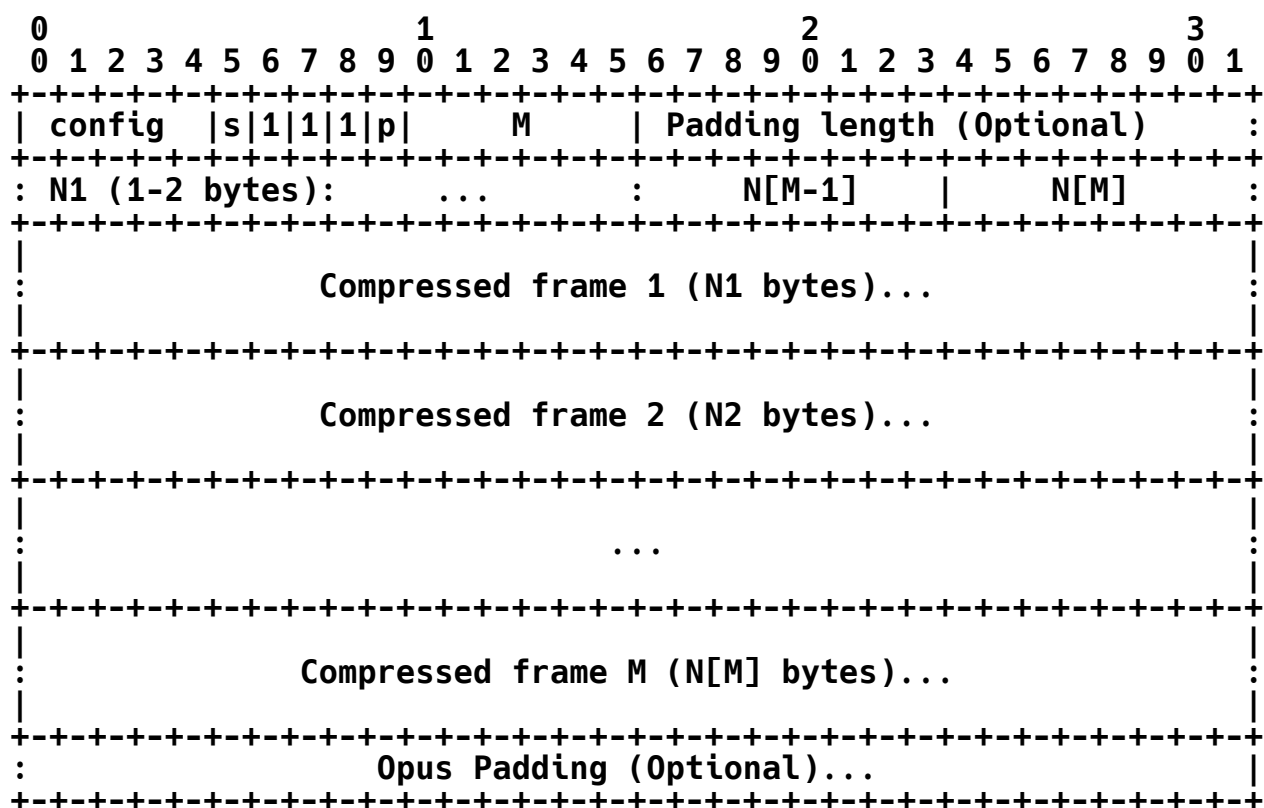 0                   1                   2                   3
 0 1 2 3 4 5 6 7 8 9 0 1 2 3 4 5 6 7 8 9 0 1 2 3 4 5 6 7 8 9 0 1
+-+-+-+-+-+-+-+-+-+-+-+-+-+-+-+-+-+-+-+-+-+-+-+-+-+-+-+-+-+-+-+-+
| config  |s|1|1|1|p|     M     | Padding length (Optional)     :
+-+-+-+-+-+-+-+-+-+-+-+-+-+-+-+-+-+-+-+-+-+-+-+-+-+-+-+-+-+-+-+-+
: N1 (1-2 bytes):     ...       :     N[M-1]    |     N[M]      :
+-+-+-+-+-+-+-+-+-+-+-+-+-+-+-+-+-+-+-+-+-+-+-+-+-+-+-+-+-+-+-+-+
|                                                               |
:               Compressed frame 1 (N1 bytes)...                :
|                                                               |
+-+-+-+-+-+-+-+-+-+-+-+-+-+-+-+-+-+-+-+-+-+-+-+-+-+-+-+-+-+-+-+-+
|                                                               |
:               Compressed frame 2 (N2 bytes)...                :
|                                                               |
+-+-+-+-+-+-+-+-+-+-+-+-+-+-+-+-+-+-+-+-+-+-+-+-+-+-+-+-+-+-+-+-+
|                                                               |
:                              ...                              :
|                                                               |
+-+-+-+-+-+-+-+-+-+-+-+-+-+-+-+-+-+-+-+-+-+-+-+-+-+-+-+-+-+-+-+-+
|                                                               |
:              Compressed frame M (N[M] bytes)...               :
|                                                               |
+-+-+-+-+-+-+-+-+-+-+-+-+-+-+-+-+-+-+-+-+-+-+-+-+-+-+-+-+-+-+-+-+
:                  Opus Padding (Optional)...                   |
+-+-+-+-+-+-+-+-+-+-+-+-+-+-+-+-+-+-+-+-+-+-+-+-+-+-+-+-+-+-+-+-+